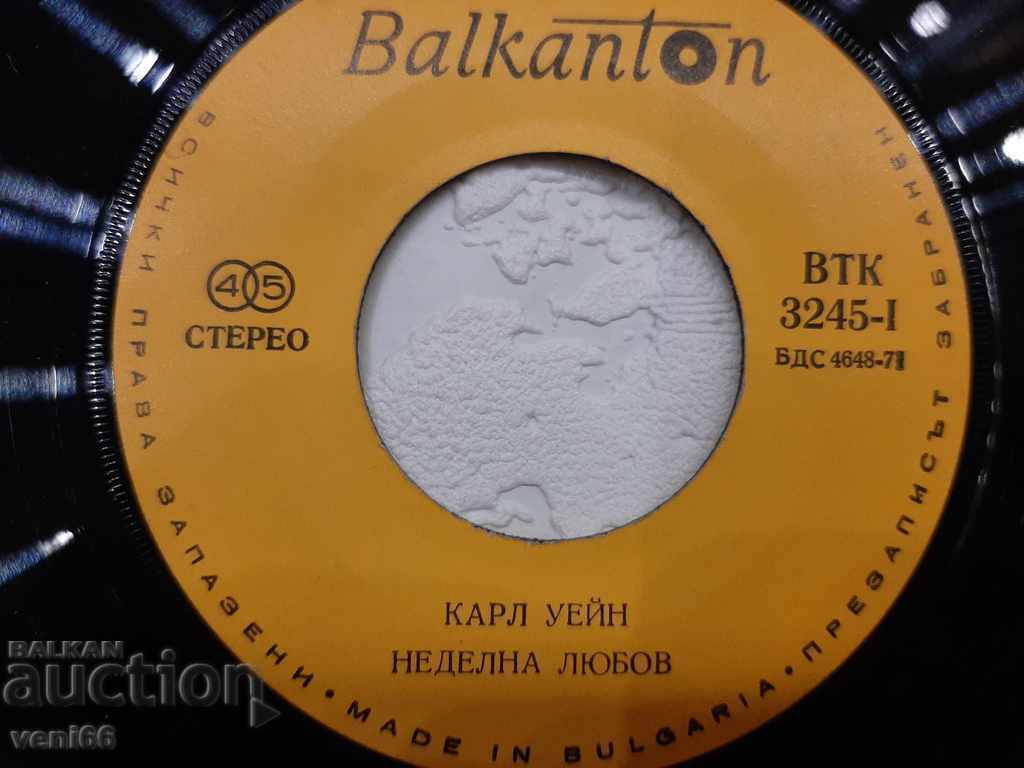 Balkanton
45
СТЕРЕО
ВТК
3245-I
БДС 4648-71
КАРЛ УЕЙН
НЕДЕЛНА ЛЮБОВ
ВСИЧКИ ПРАВА ЗАПАЗЕНИ • MADE IN BULGARIA • ПРЕЗАПИСЪТ ЗАБРАНЕН
BALKAN
auction
veni66